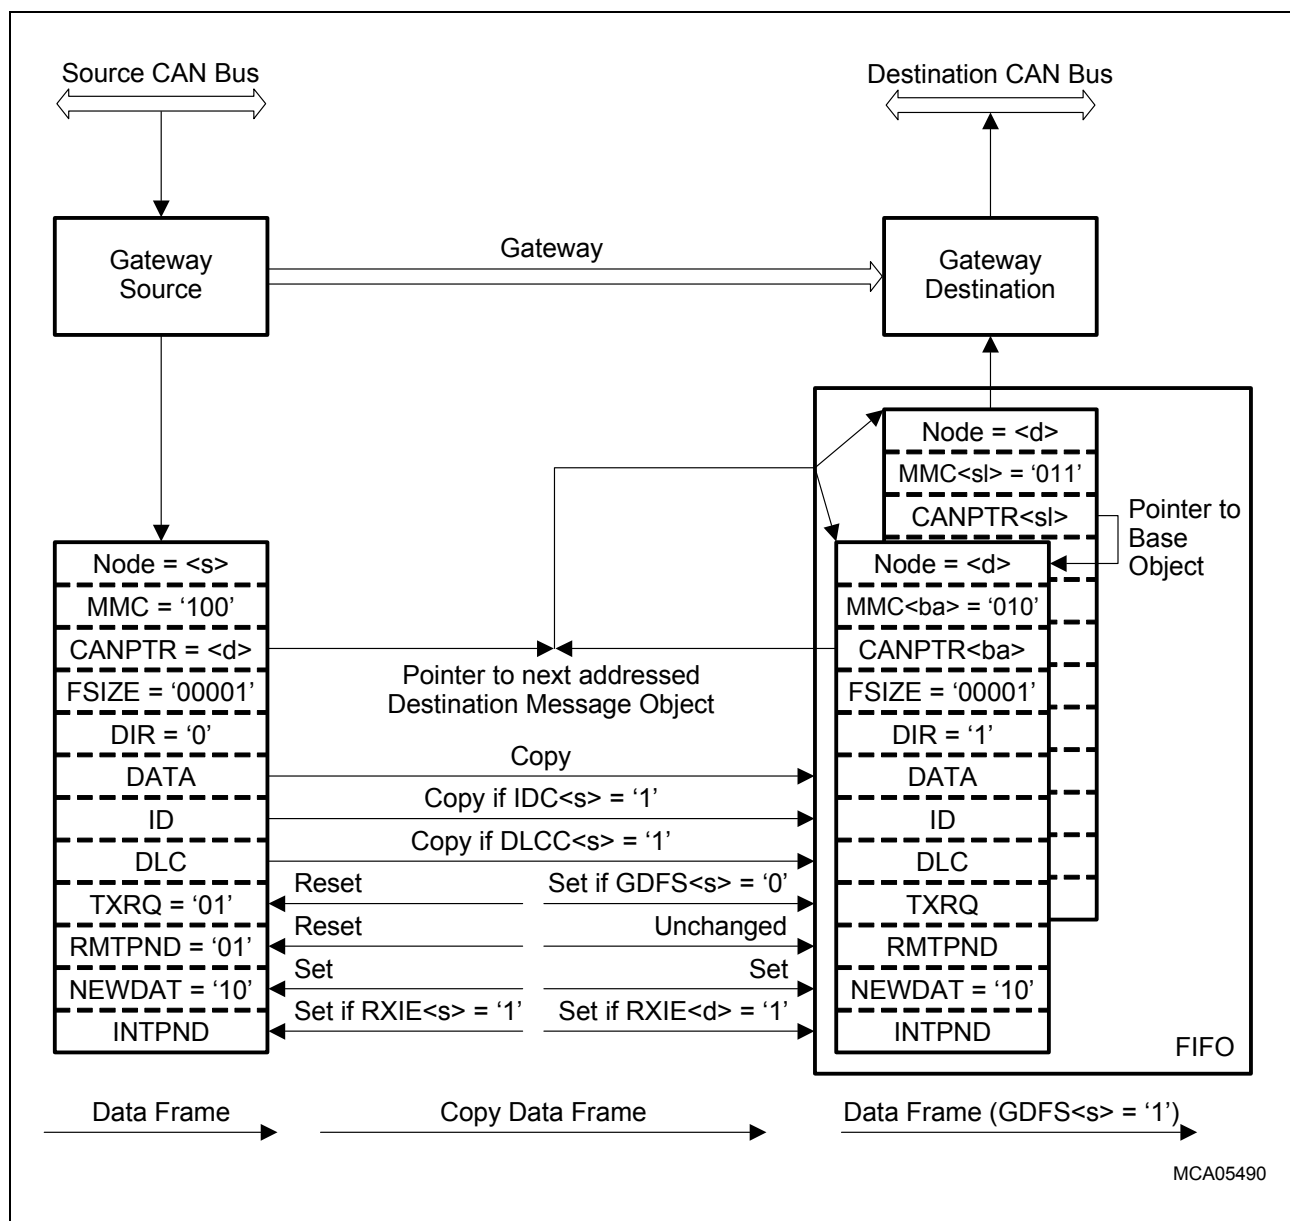 Source CAN Bus
Destination CAN Bus
Gateway
Source
Gateway
Gateway
Destination
Node = <d>
MMC<sl> = ‘011’
CANPTR<sl>
Pointer to
Base
Object
Node = <s>
MMC = ‘100’
CANPTR = <d>
FSIZE = ‘00001’
DIR = ‘0’
DATA
ID
DLC
TXRQ = ‘01’
RMTPND = ‘01’
NEWDAT = ‘10’
INTPND
Pointer to next addressed
Destination Message Object
Copy
Copy if IDC<s> = ‘1’
Copy if DLCC<s> = ‘1’
Reset
Set if GDFS<s> = ‘0’
Reset
Unchanged
Set
Set
Set if RXIE<s> = ‘1’
Set if RXIE<d> = ‘1’
Node = <d>
MMC<ba> = ‘010’
CANPTR<ba>
FSIZE = ‘00001’
DIR = ‘1’
DATA
ID
DLC
TXRQ
RMTPND
NEWDAT = ‘10’
INTPND
FIFO
Data Frame
Copy Data Frame
Data Frame (GDFS<s> = ‘1’)
MCA05490